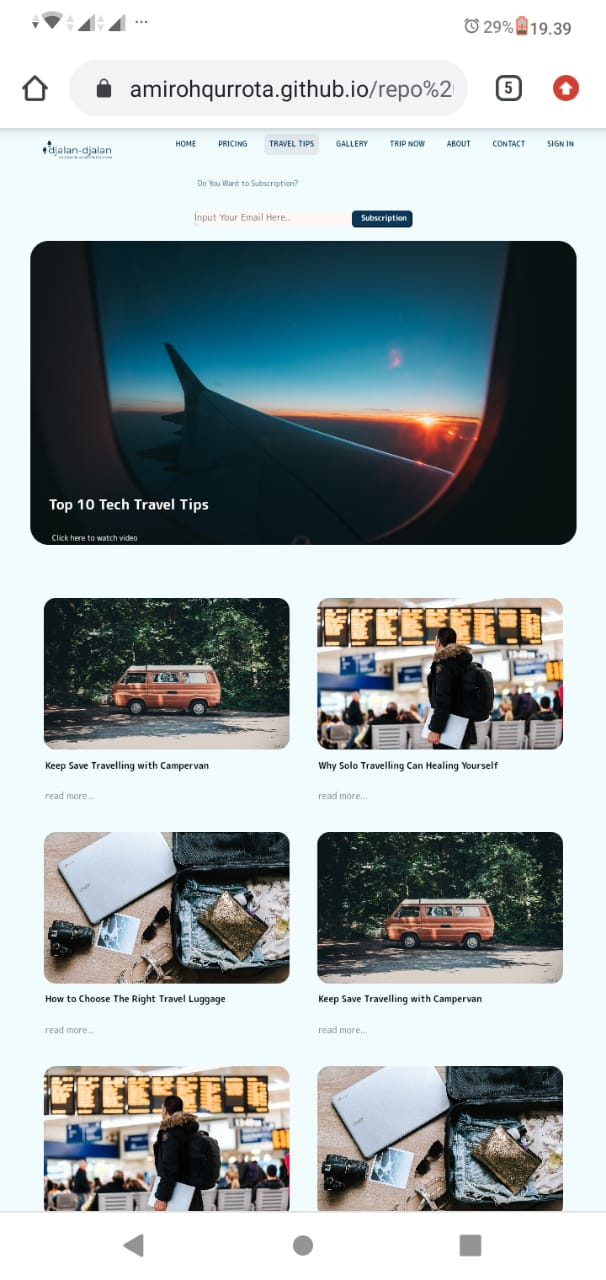 29% 19.39
amirohqurrota.github.io/repo%2
5
djalan-djalan
HOME PRICING TRAVEL TIPS GALLERY TRIP NOW ABOUT CONTACT SIGN IN
Do You Want to Subscription?
Input Your Email Here..
Subscription
Top 10 Tech Travel Tips
Click here to watch video
Keep Save Travelling with Campervan
Why Solo Travelling Can Healing Yourself
read more...
read more...
How to Choose The Right Travel Luggage
Keep Save Travelling with Campervan
read more...
read more...